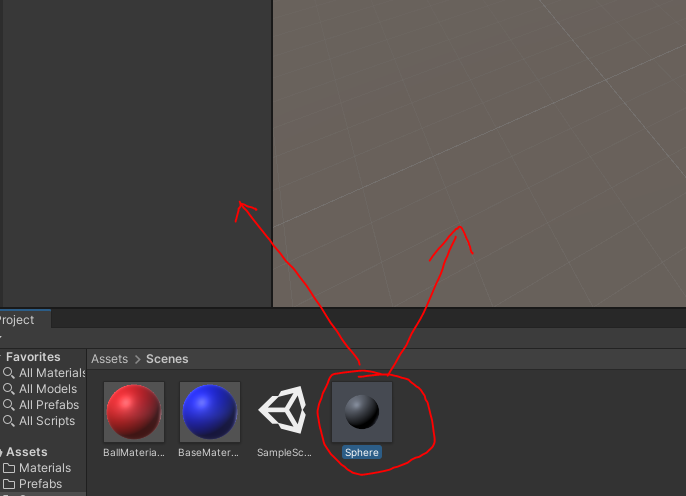 Project
Favorites
All Materials
All Models
All Prefabs
All Scripts
Assets
Materials
Prefabs
Assets > Scenes
BallMateria...
BaseMater...
SampleSc...
Sphere